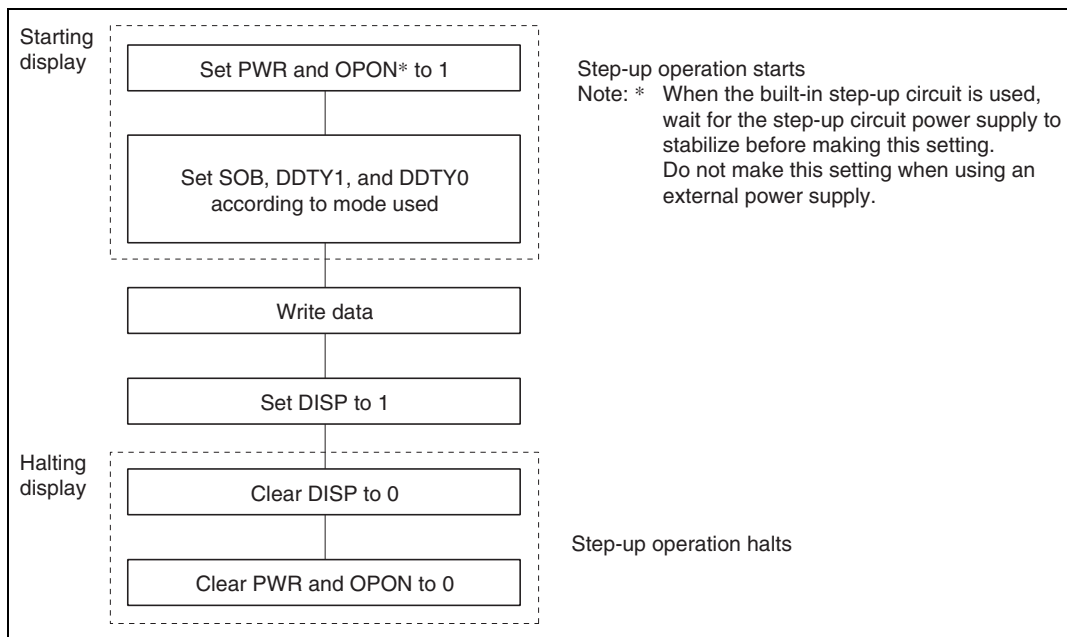 Starting
display
Set PWR and OPON* to 1
Step-up operation starts
Note: * When the built-in step-up circuit is used,
wait for the step-up circuit power supply to
stabilize before making this setting.
Do not make this setting when using an
external power supply.
Set SOB, DDTY1, and DDTY0
according to mode used
Write data
Set DISP to 1
Halting
display
Clear DISP to 0
Step-up operation halts
Clear PWR and OPON to 0